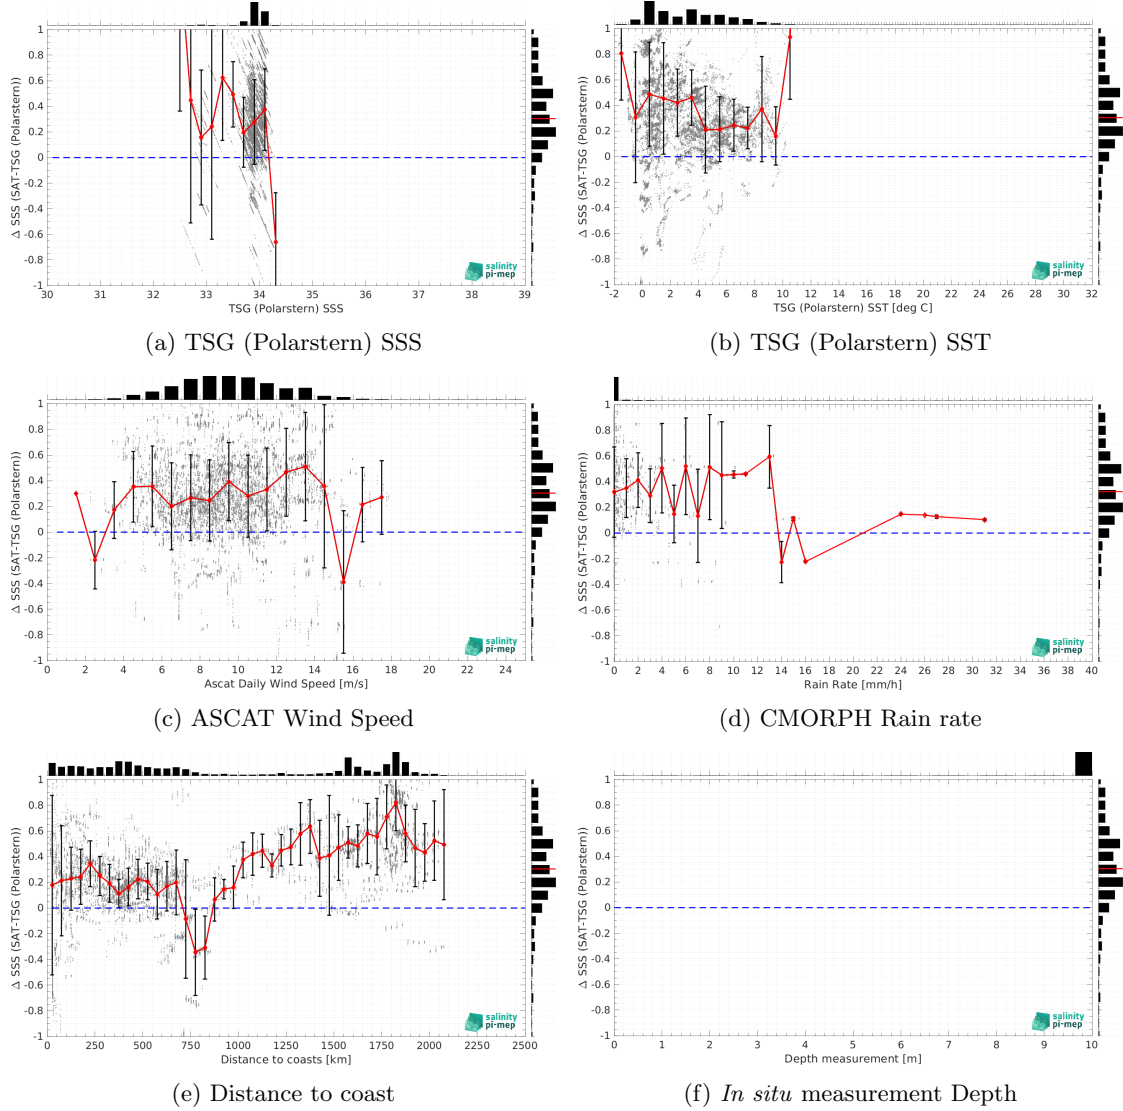 Δ SSS (SAT-TSG (Polarstern))
1
0.8
0.6
0.4
0.2
0
-0.2
-0.4
-0.6
-0.8
-1
30 31 32 33 34 35 36 37 38 39
TSG (Polarstern) SSS
salinity
pi-mep
(a) TSG (Polarstern) SSS
Δ SSS (SAT-TSG (Polarstern))
1
0.8
0.6
0.4
0.2
0
-0.2
-0.4
-0.6
-0.8
-1
-2 0 2 4 6 8 10 12 14 16 18 20 22 24 26 28 30 32
TSG (Polarstern) SST [deg C]
salinity
pi-mep
(b) TSG (Polarstern) SST
Δ SSS (SAT-TSG (Polarstern))
1
0.8
0.6
0.4
0.2
0
-0.2
-0.4
-0.6
-0.8
-1
0 2 4 6 8 10 12 14 16 18 20 22 24
Ascat Daily Wind Speed [m/s]
salinity
pi-mep
(c) ASCAT Wind Speed
Δ SSS (SAT-TSG (Polarstern))
1
0.8
0.6
0.4
0.2
0
-0.2
-0.4
-0.6
-0.8
-1
0 2 4 6 8 10 12 14 16 18 20 22 24 26 28 30 32 34 36 38 40
Rain Rate [mm/h]
salinity
pi-mep
(d) CMORPH Rain rate
Δ SSS (SAT-TSG (Polarstern))
1
0.8
0.6
0.4
0.2
0
-0.2
-0.4
-0.6
-0.8
-1
0 250 500 750 1000 1250 1500 1750 2000 2250 2500
Distance to coasts [km]
salinity
pi-mep
(e) Distance to coast
Δ SSS (SAT-TSG (Polarstern))
1
0.8
0.6
0.4
0.2
0
-0.2
-0.4
-0.6
-0.8
-1
0 1 2 3 4 5 6 7 8 9 10
Depth measurement [m]
salinity
pi-mep
(f) In situ measurement Depth